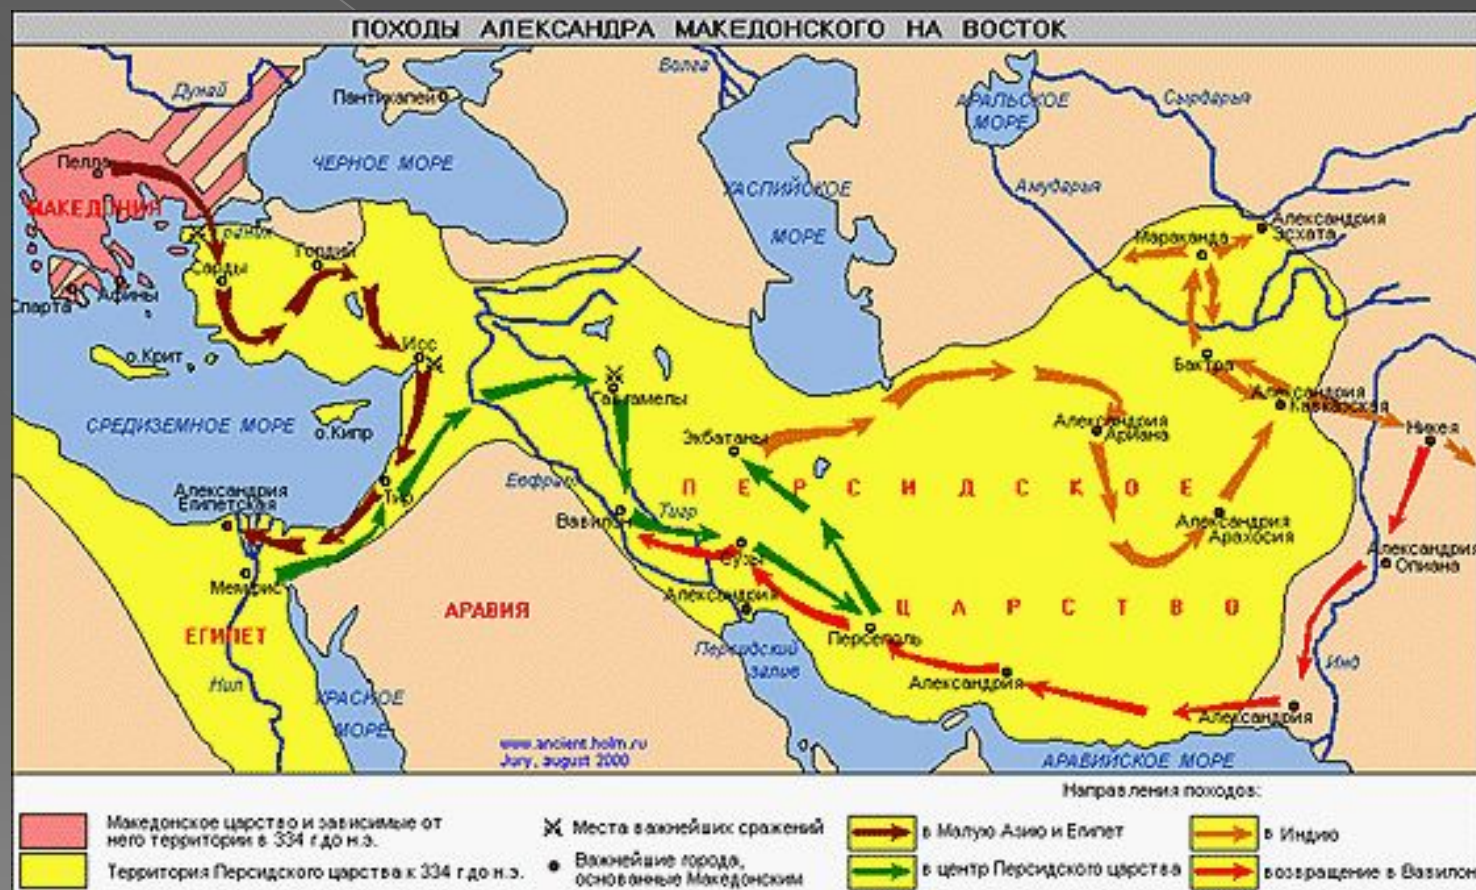 ПОХОДЫ АЛЕКСАНДРА МАКЕДОНСКОГО НА ВОСТОК
Дунай
Пантикапей
Волга
АРАЛЬСКОЕ
МОРЕ
Сырдарья
Пелла
ЧЕРНОЕ МОРЕ
КАСПИЙСКОЕ
МОРЕ
Амударья
МАКЕДОНИЯ
Александрия
Эсхата
Мараканда
Гордий
Сарды
Спарта
Афины
о.Крит
Исс
Бактра
Гавгамелы
Александрия
Кавказская
СРЕДИЗЕМНОЕ МОРЕ
о.Кипр
Экбатаны
Александрия
Ариана
Никея
Александрия
Египетская
Тир
Евфрат
ПЕРСИДСКОЕ
Вавилон
Тигр
Александрия
Арахосия
Сузы
Александрия
Опиана
Мемфис
Александрия
АРАВИЯ
ЦАРСТВО
ЕГИПЕТ
Персеполь
Персидский
залив
Инд
Нил
КРАСНОЕ
МОРЕ
Александрия
Александрия
www.ancient.holm.ru
Jury, august 2000
АРАВИЙСКОЕ МОРЕ
Направления походов:
Македонское царство и зависимые от
него территории в 334 г.до н.э.
Места важнейших сражений
в Малую Азию и Египет
в Индию
Территория Персидского царства к 334 г.до н.э.
Важнейшие города,
основанные Македонским
в центр Персидского царства
возвращение в Вавилон